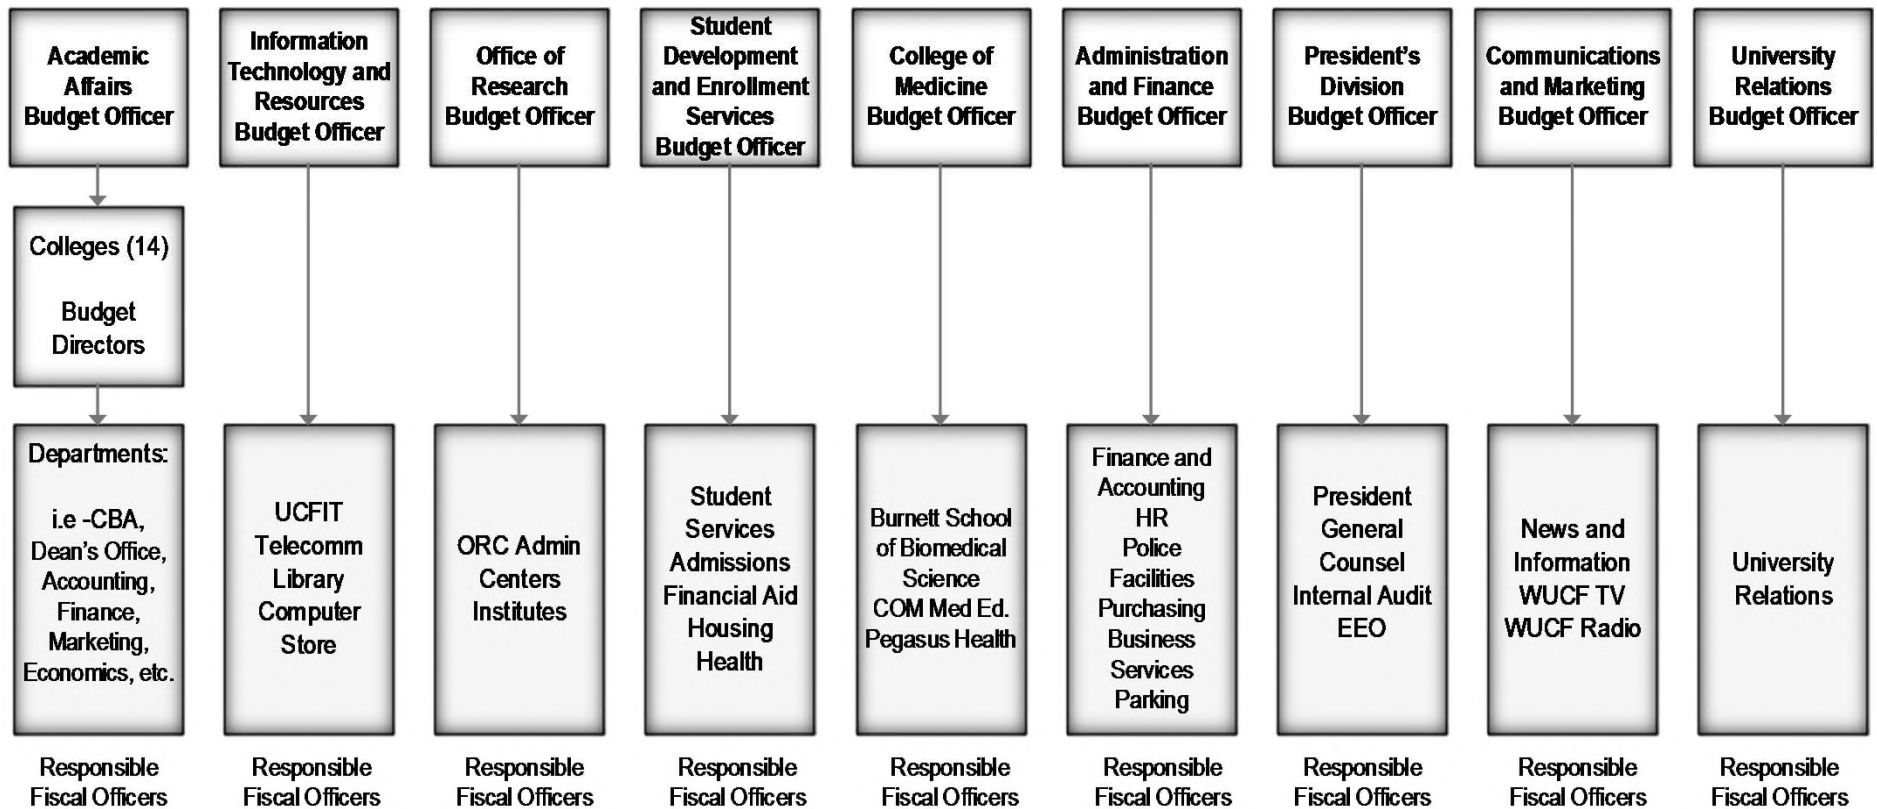 Academic
Affairs
Budget Officer
Information
Technology and
Resources
Budget Officer
Office of
Research
Budget Officer
Student
Development
and Enrollment
Services
Budget Officer
College of
Medicine
Budget Officer
Administration
and Finance
Budget Officer
President's
Division
Budget Officer
Communications
and Marketing
Budget Officer
University
Relations
Budget Officer
Colleges (14)
Budget
Directors
Departments:
i.e -CBA,
Dean's Office,
Accounting,
Finance,
Marketing,
Economics, etc.
UCFIT
Telecomm
Library
Computer
Store
ORC Admin
Centers
Institutes
Student
Services
Admissions
Financial Aid
Housing
Health
Burnett School
of Biomedical
Science
COM Med Ed.
Pegasus Health
Finance and
Accounting
HR
Police
Facilities
Purchasing
Business
Services
Parking
President
General
Counsel
Internal Audit
EEO
News and
Information
WUCF TV
WUCF Radio
University
Relations
Responsible
Fiscal Officers
Responsible
Fiscal Officers
Responsible
Fiscal Officers
Responsible
Fiscal Officers
Responsible
Fiscal Officers
Responsible
Fiscal Officers
Responsible
Fiscal Officers
Responsible
Fiscal Officers
Responsible
Fiscal Officers